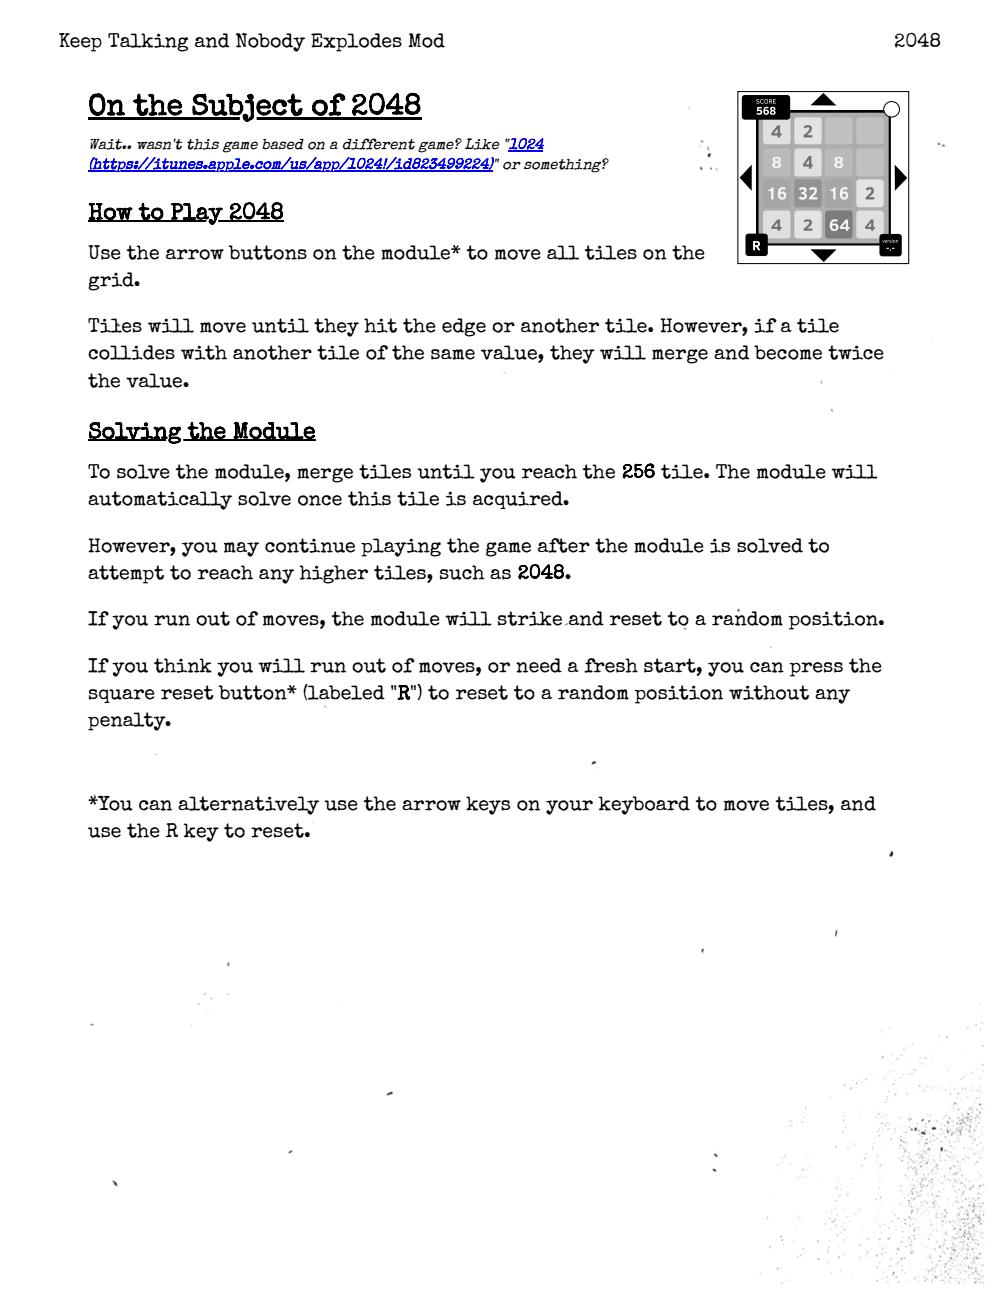 Keep Talking and Nobody Explodes Mod
2048
On the Subject of 2048
Wait.. wasn't this game based on a different game? Like "1024
(https://itunes.apple.com/us/app/1024!/id823499224)" or something?
SCORE
568
4 2
8 4 8
16 32 16 2
4 2 64 4
R
version
-.-
How to Play 2048
Use the arrow buttons on the module* to move all tiles on the
grid.
Tiles will move until they hit the edge or another tile. However, if a tile
collides with another tile of the same value, they will merge and become twice
the value.
Solving the Module
To solve the module, merge tiles until you reach the 256 tile. The module will
automatically solve once this tile is acquired.
However, you may continue playing the game after the module is solved to
attempt to reach any higher tiles, such as 2048.
If you run out of moves, the module will strike and reset to a random position.
If you think you will run out of moves, or need a fresh start, you can press the
square reset button* (labeled "R") to reset to a random position without any
penalty.
*You can alternatively use the arrow keys on your keyboard to move tiles, and
use the R key to reset.